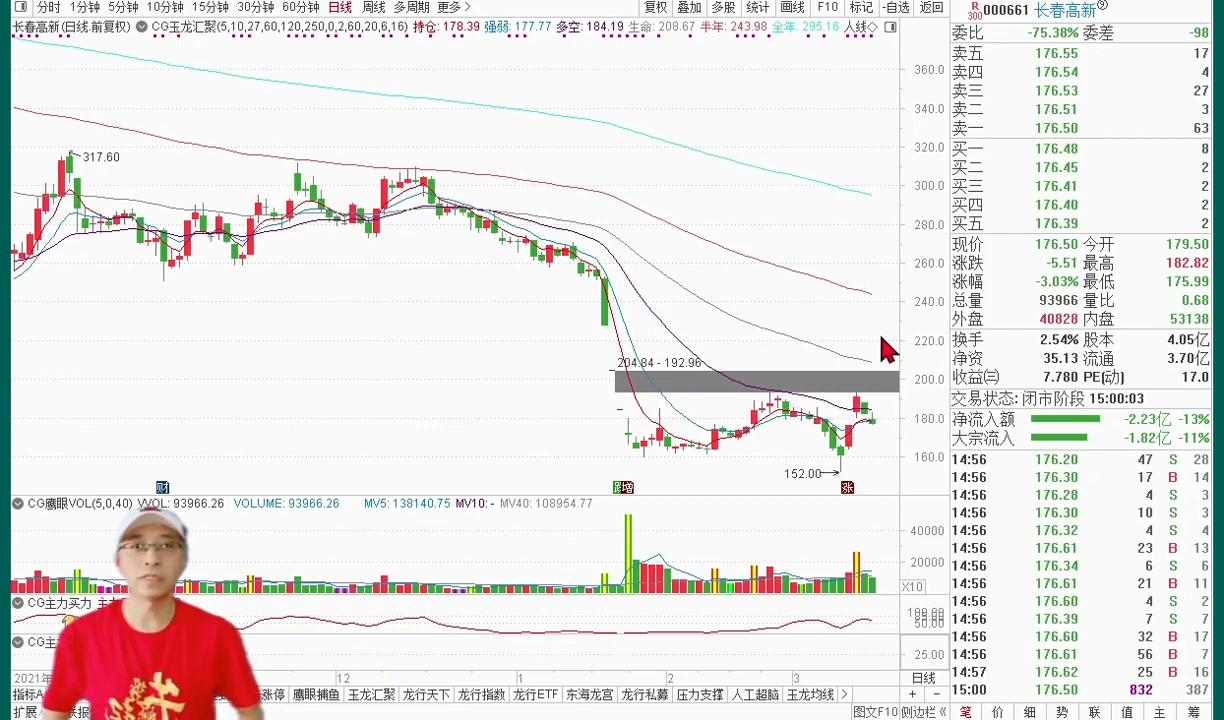 分时 1分钟 5分钟 10分钟 15分钟 30分钟 60分钟 日线 周线 多周期 更多 复权 叠加 多股 统计 画线 F10 标记 -自选 返回
长春高新(日线.前复权) CG玉龙汇聚(5,10,27,60,120,250,0,2,60,20,6,16) 持仓: 178.39 强弱: 177.77 多空: 184.19 生命: 208.67 半年: 243.98 全年: 295.16 人线
360.0
340.0
320.0
300.0
280.0
260.0
240.0
220.0
200.0
180.0
160.0
317.60
204.84 - 192.96
152.00
财
增
涨
CG鹰眼VOL(5,0,40) VVOL: 93966.26 VOLUME: 93966.26 MV5: 138140.75 MV10: - MV40: 108954.77
40000
20000
X10
CG主力买力
25.00
2021年 12 1 2 3 日线
涨停 鹰眼捕鱼 玉龙汇聚 龙行天下 龙行指数 龙行ETF 东海龙宫 龙行私募 压力支撑 人工超脑 玉龙均线
扩展 图文F10 侧边栏
R 300 000661 长春高新
委比 -75.38% 委差 -98
卖五 176.55 17
卖四 176.54 4
卖三 176.53 27
卖二 176.51 3
卖一 176.50 63
买一 176.48 8
买二 176.45 2
买三 176.41 2
买四 176.40 2
买五 176.39 2
现价 176.50 今开 179.50
涨跌 -5.51 最高 182.82
涨幅 -3.03% 最低 175.99
总量 93966 量比 0.68
外盘 40828 内盘 53138
换手 2.54% 股本 4.05亿
净资 35.13 流通 3.70亿
收益㈢ 7.780 PE(动) 17.0
交易状态: 闭市阶段 15:00:03
净流入额 -2.23亿 -13%
大宗流入 -1.82亿 -11%
14:56 176.20 47 S 28
14:56 176.30 17 B 14
14:56 176.28 4 S 3
14:56 176.30 10 S 3
14:56 176.32 4 S 4
14:56 176.61 23 B 13
14:56 176.34 6 S 6
14:56 176.61 21 B 11
14:56 176.60 4 S 2
14:56 176.39 7 S 7
14:56 176.60 32 B 17
14:56 176.61 56 B 7
14:57 176.62 25 B 16
15:00 176.50 832 387
笔 价 细 势 联 值 主 筹